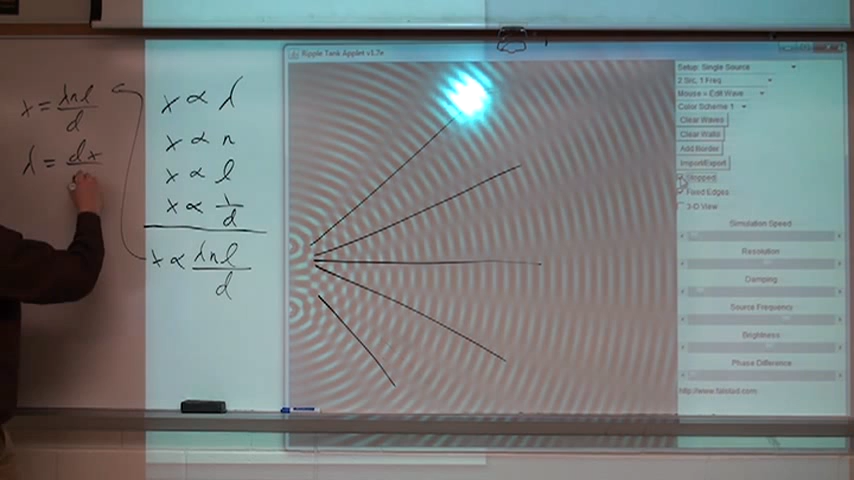 x = λnl/d
λ = dx/
x ∝ λ
x ∝ n
x ∝ l
x ∝ 1/d
x ∝ λnl/d
Ripple Tank Applet v1.7e
Setup: Single Source
2 Src, 1 Freq
Mouse = Edit Wave
Color Scheme 1
Clear Waves
Clear Walls
Add Border
Import/Export
Stopped
Fixed Edges
3-D View
Simulation Speed
Resolution
Damping
Source Frequency
Brightness
Phase Difference
http://www.falstad.com